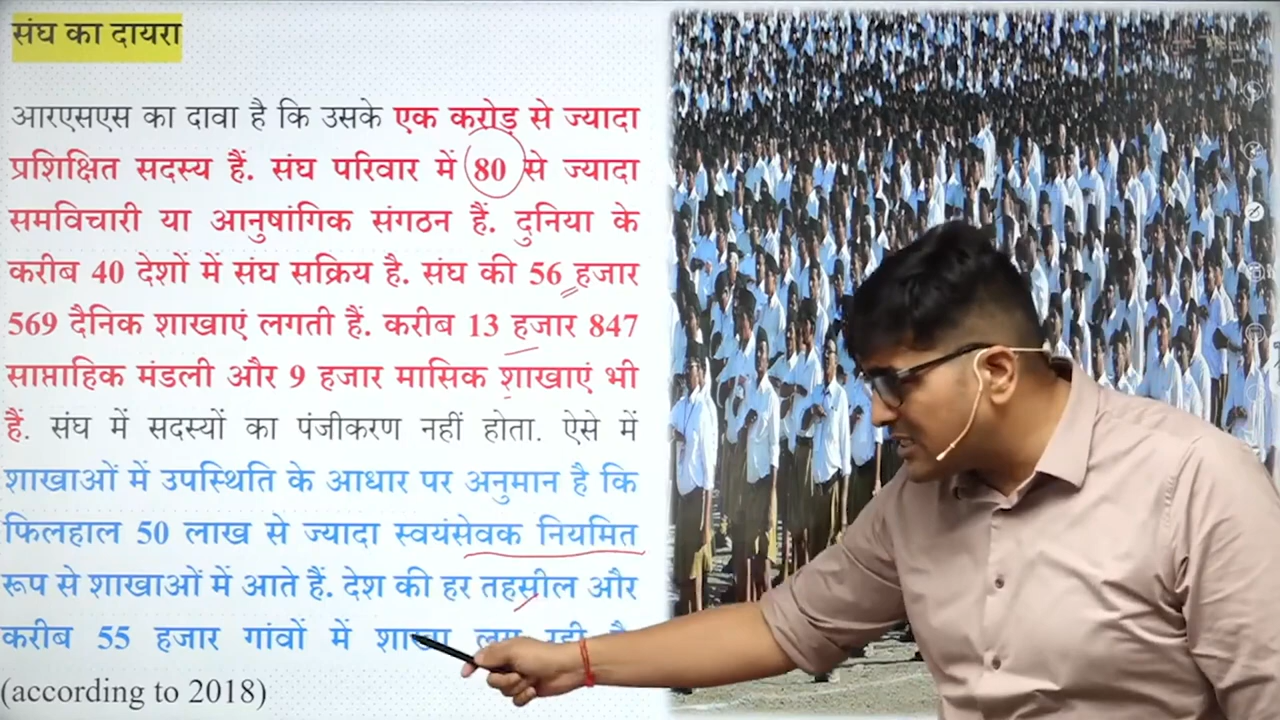 संघ का दायरा
आरएसएस का दावा है कि उसके एक करोड़ से ज्यादा
प्रशिक्षित सदस्य हैं. संघ परिवार में 80 से ज्यादा
समविचारी या आनुषांगिक संगठन हैं. दुनिया के
करीब 40 देशों में संघ सक्रिय है. संघ की 56 हजार
569 दैनिक शाखाएं लगती हैं. करीब 13 हजार 847
साप्ताहिक मंडली और 9 हजार मासिक शाखाएं भी
हैं. संघ में सदस्यों का पंजीकरण नहीं होता. ऐसे में
शाखाओं में उपस्थिति के आधार पर अनुमान है कि
फिलहाल 50 लाख से ज्यादा स्वयंसेवक नियमित
रूप से शाखाओं में आते हैं. देश की हर तहसील और
करीब 55 हजार गांवों में शाखा
(according to 2018)